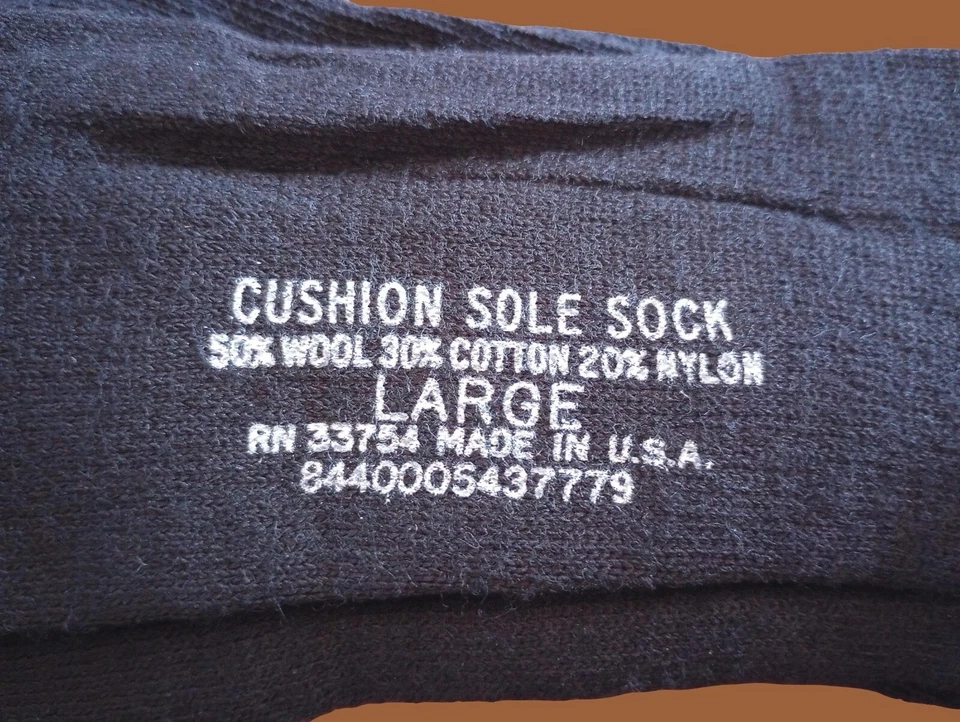 CUSHION SOLE SOCK
50% WOOL 30% COTTON 20% NYLON
LARGE
RN 33754 MADE IN U.S.A.
8440005437779